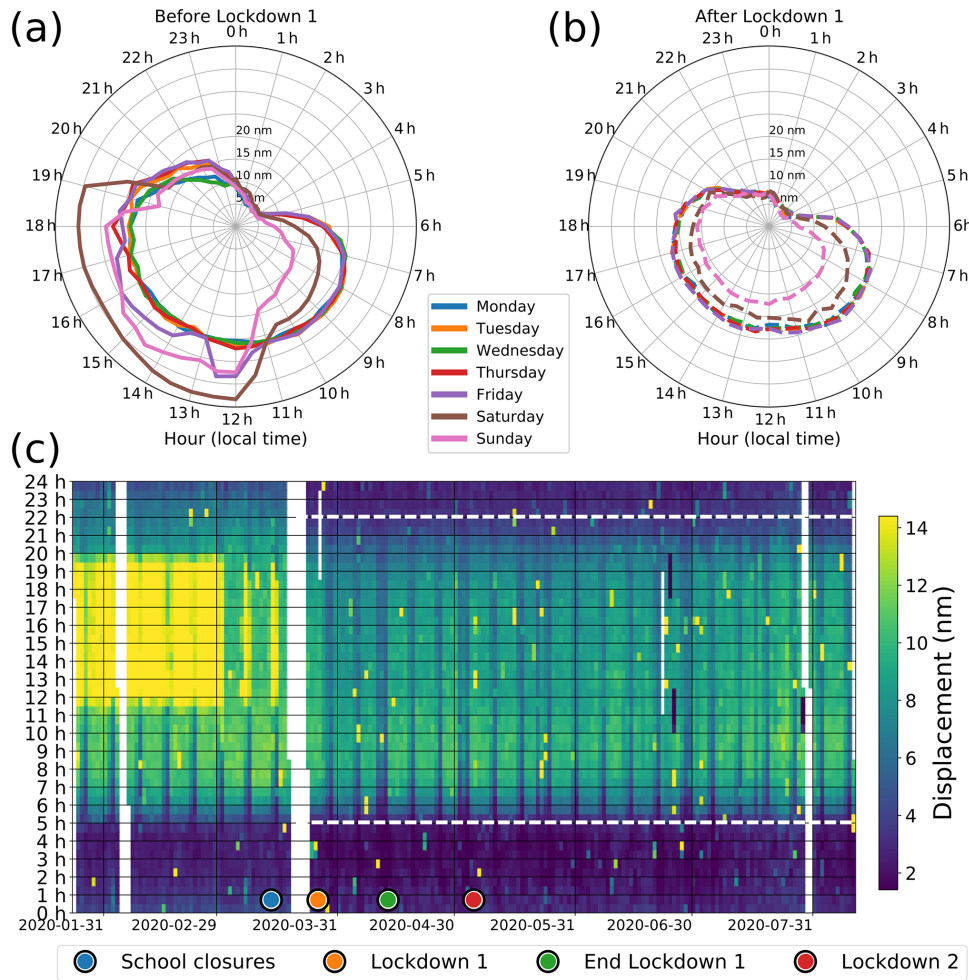 (a)
Before Lockdown 1
(b)
After Lockdown 1
0 h
1 h
2 h
3 h
4 h
5 h
6 h
7 h
8 h
9 h
10 h
11 h
12 h
13 h
14 h
15 h
16 h
17 h
18 h
19 h
20 h
21 h
22 h
23 h
20 nm
15 nm
10 nm
5 nm
Hour (local time)
0 h
1 h
2 h
3 h
4 h
5 h
6 h
7 h
8 h
9 h
10 h
11 h
12 h
13 h
14 h
15 h
16 h
17 h
18 h
19 h
20 h
21 h
22 h
23 h
20 nm
15 nm
10 nm
5 nm
Hour (local time)
Monday
Tuesday
Wednesday
Thursday
Friday
Saturday
Sunday
(c)
24 h
23 h
22 h
21 h
20 h
19 h
18 h
17 h
16 h
15 h
14 h
13 h
12 h
11 h
10 h
9 h
8 h
7 h
6 h
5 h
4 h
3 h
2 h
1 h
0 h
2020-01-31
2020-02-29
2020-03-31
2020-04-30
2020-05-31
2020-06-30
2020-07-31
14
12
10
8
6
4
2
Displacement (nm)
School closures
Lockdown 1
End Lockdown 1
Lockdown 2